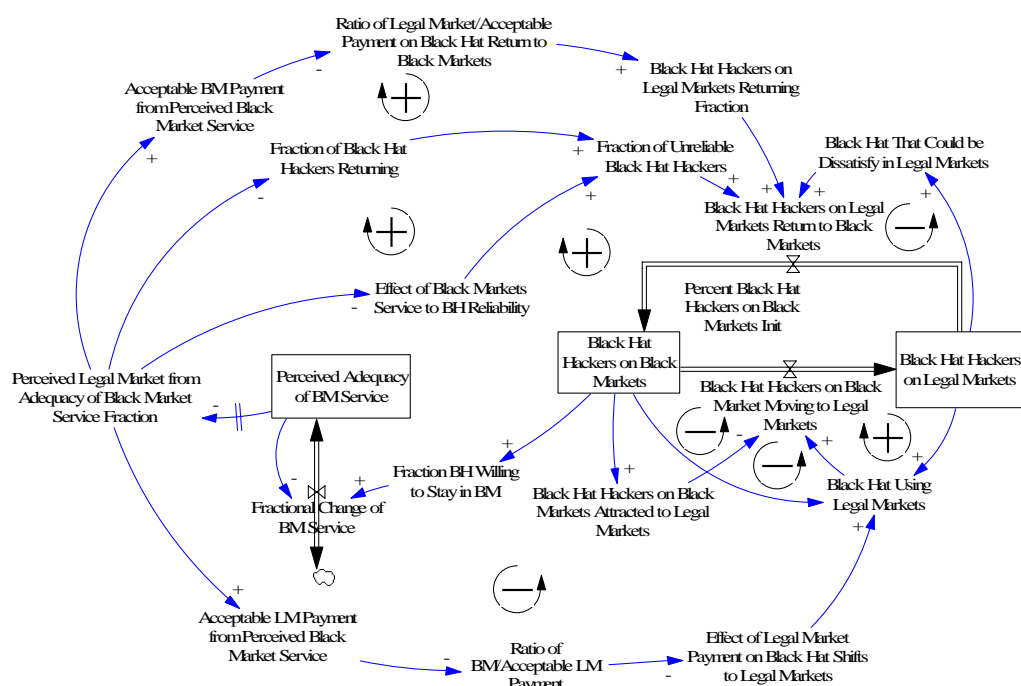 Ratio of Legal Market/Acceptable
Payment on Black Hat Return to
Black Markets
-
+
Acceptable BM Payment
from Perceived Black
Market Service
+
Black Hat Hackers on
Legal Markets Returning
Fraction
Fraction of Black Hat
Hackers Returning
-
+
Fraction of Unreliable
Black Hat Hackers
+
+
Black Hat That Could be
Dissatisfy in Legal Markets
+
+
+
Black Hat Hackers on Legal
Markets Return to Black
Markets
Effect of Black Markets
Service to BH Reliability
-
Percent Black Hat
Hackers on Black
Markets Init
Black Hat
Hackers on Black
Markets
Black Hat Hackers
on Legal Markets
Perceived Legal Market from
Adequacy of Black Market
Service Fraction
-
Perceived Adequacy
of BM Service
Black Hat Hackers on Black
Market Moving to Legal
Markets
-
+
+
+
Fraction BH Willing
to Stay in BM
+
-
Fractional Change of
BM Service
+
Black Hat Hackers on Black
Markets Attracted to Legal
Markets
+
Black Hat Using
Legal Markets
+
+
Acceptable LM Payment
from Perceived Black
Market Service
-
Ratio of
BM/Acceptable LM
Payment
-
Effect of Legal Market
Payment on Black Hat Shifts
to Legal Markets